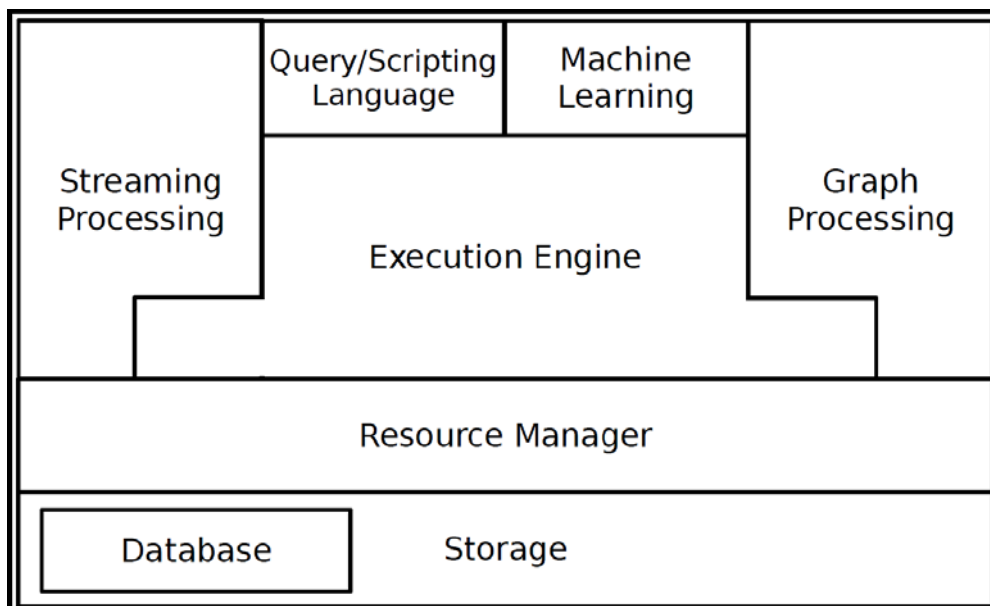 Query/Scripting
Language
Machine
Learning
Streaming
Processing
Graph
Processing
Execution Engine
Resource Manager
Database
Storage